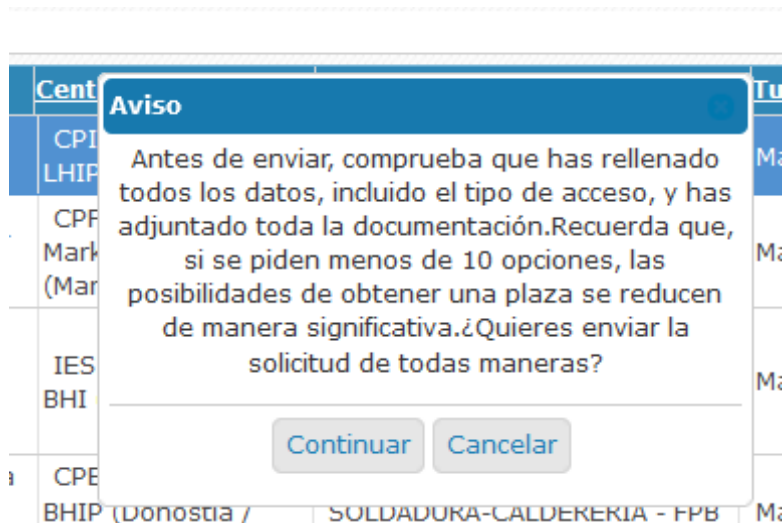 Cent
Tu
Aviso
CPI
LHIP
Ma
Antes de enviar, comprueba que has rellenado
todos los datos, incluido el tipo de acceso, y has
adjuntado toda la documentación.Recuerda que,
si se piden menos de 10 opciones, las
posibilidades de obtener una plaza se reducen
de manera significativa.¿Quieres enviar la
solicitud de todas maneras?
Mark
(Mar
Ma
IES
BHI
Ma
Continuar Cancelar
a
BHIP (Donostia / SOLDADURA-CALDERERÍA - FPB Ma